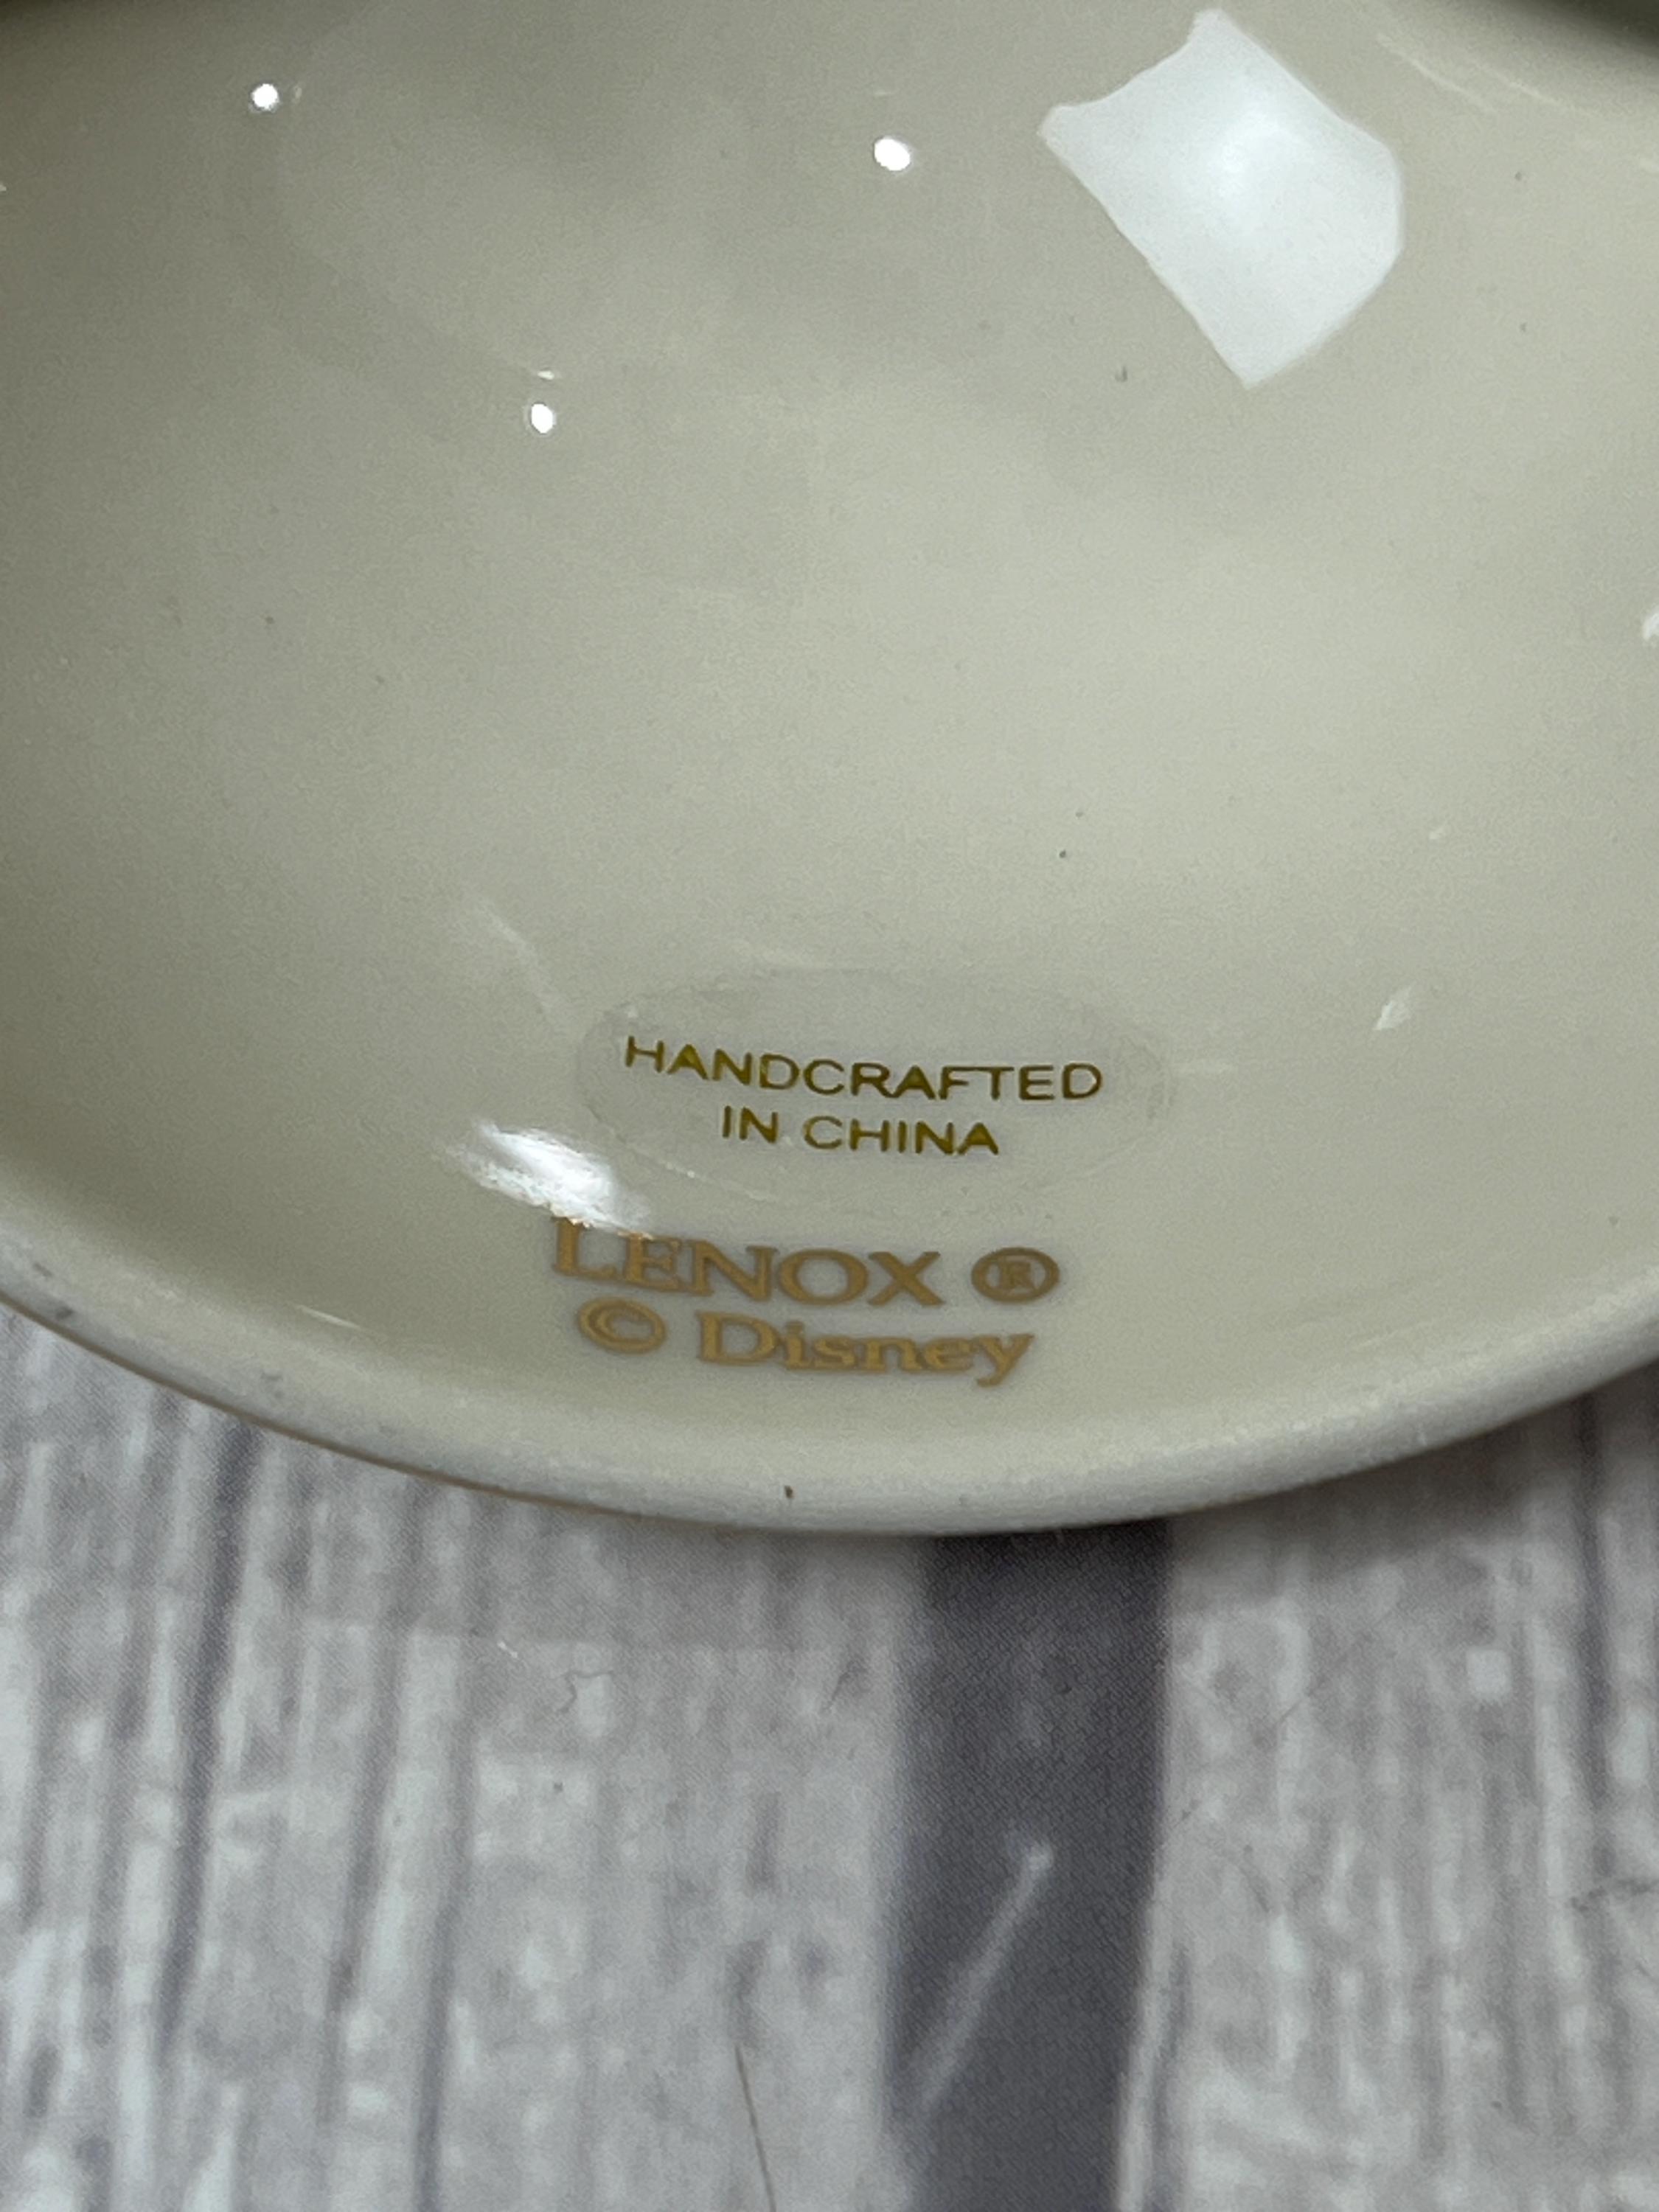 HANDCRAFTED
IN CHINA
LENOX ®
© Disney